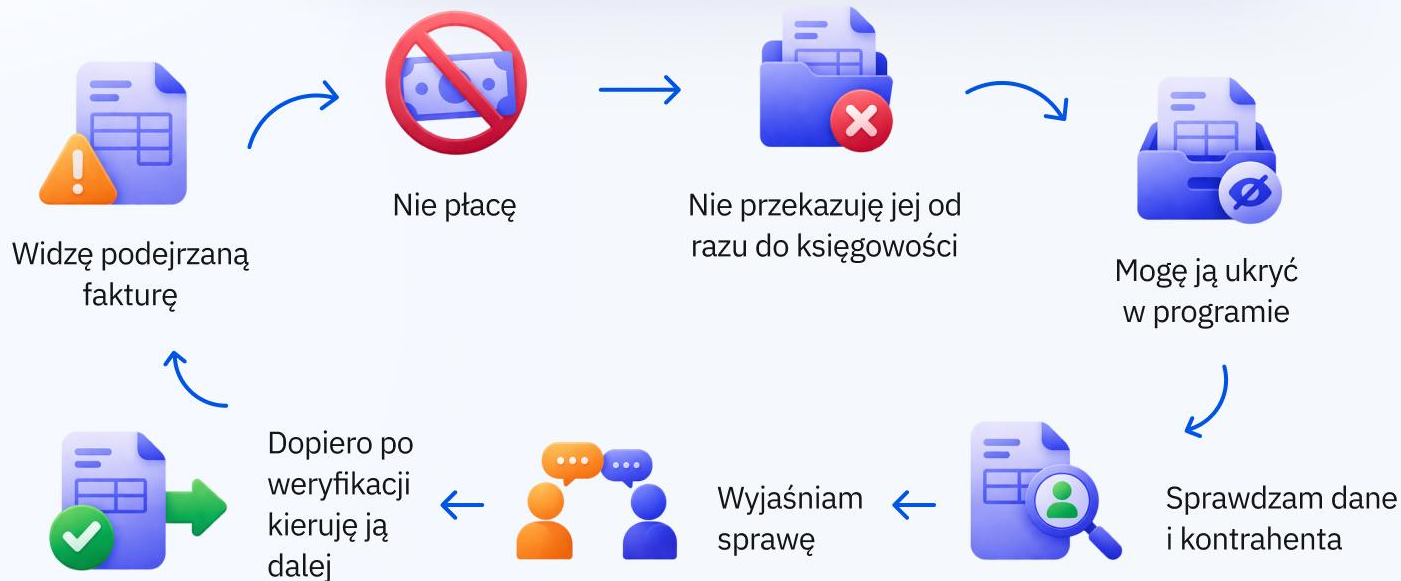 Widzę podejrzaną
fakturę
Nie płacę
Nie przekazuję jej od
razu do księgowości
Mogę ją ukryć
w programie
Sprawdzam dane
i kontrahenta
Wyjaśniam
sprawę
Dopiero po
weryfikacji
kieruję ją
dalej